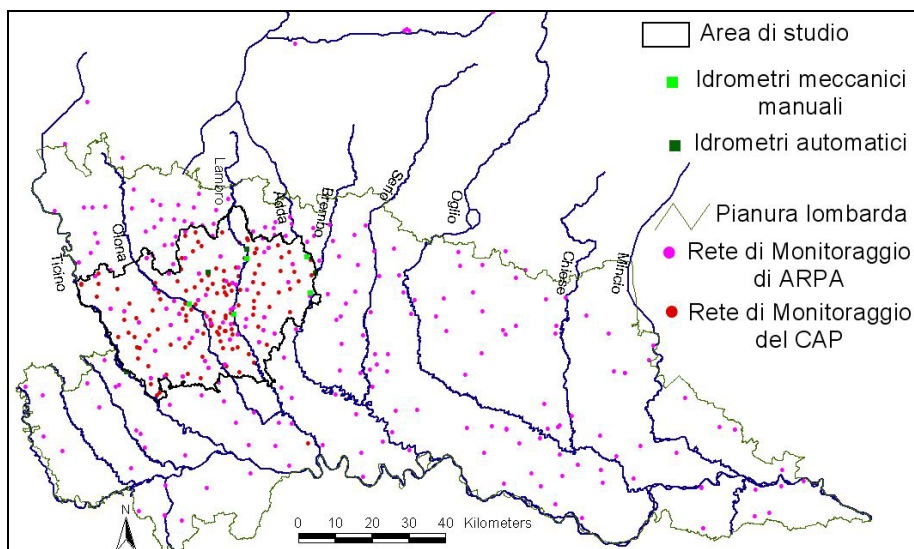 Area di studio
Idrometri meccanici
manuali
Idrometri automatici
Pianura lombarda
Rete di Monitoraggio
di ARPA
Rete di Monitoraggio
del CAP
Ticino
Olona
Lambro
Adda
Brembo
Serio
Oglio
Chiese
Mincio
N
0 10 20 30 40 Kilometers